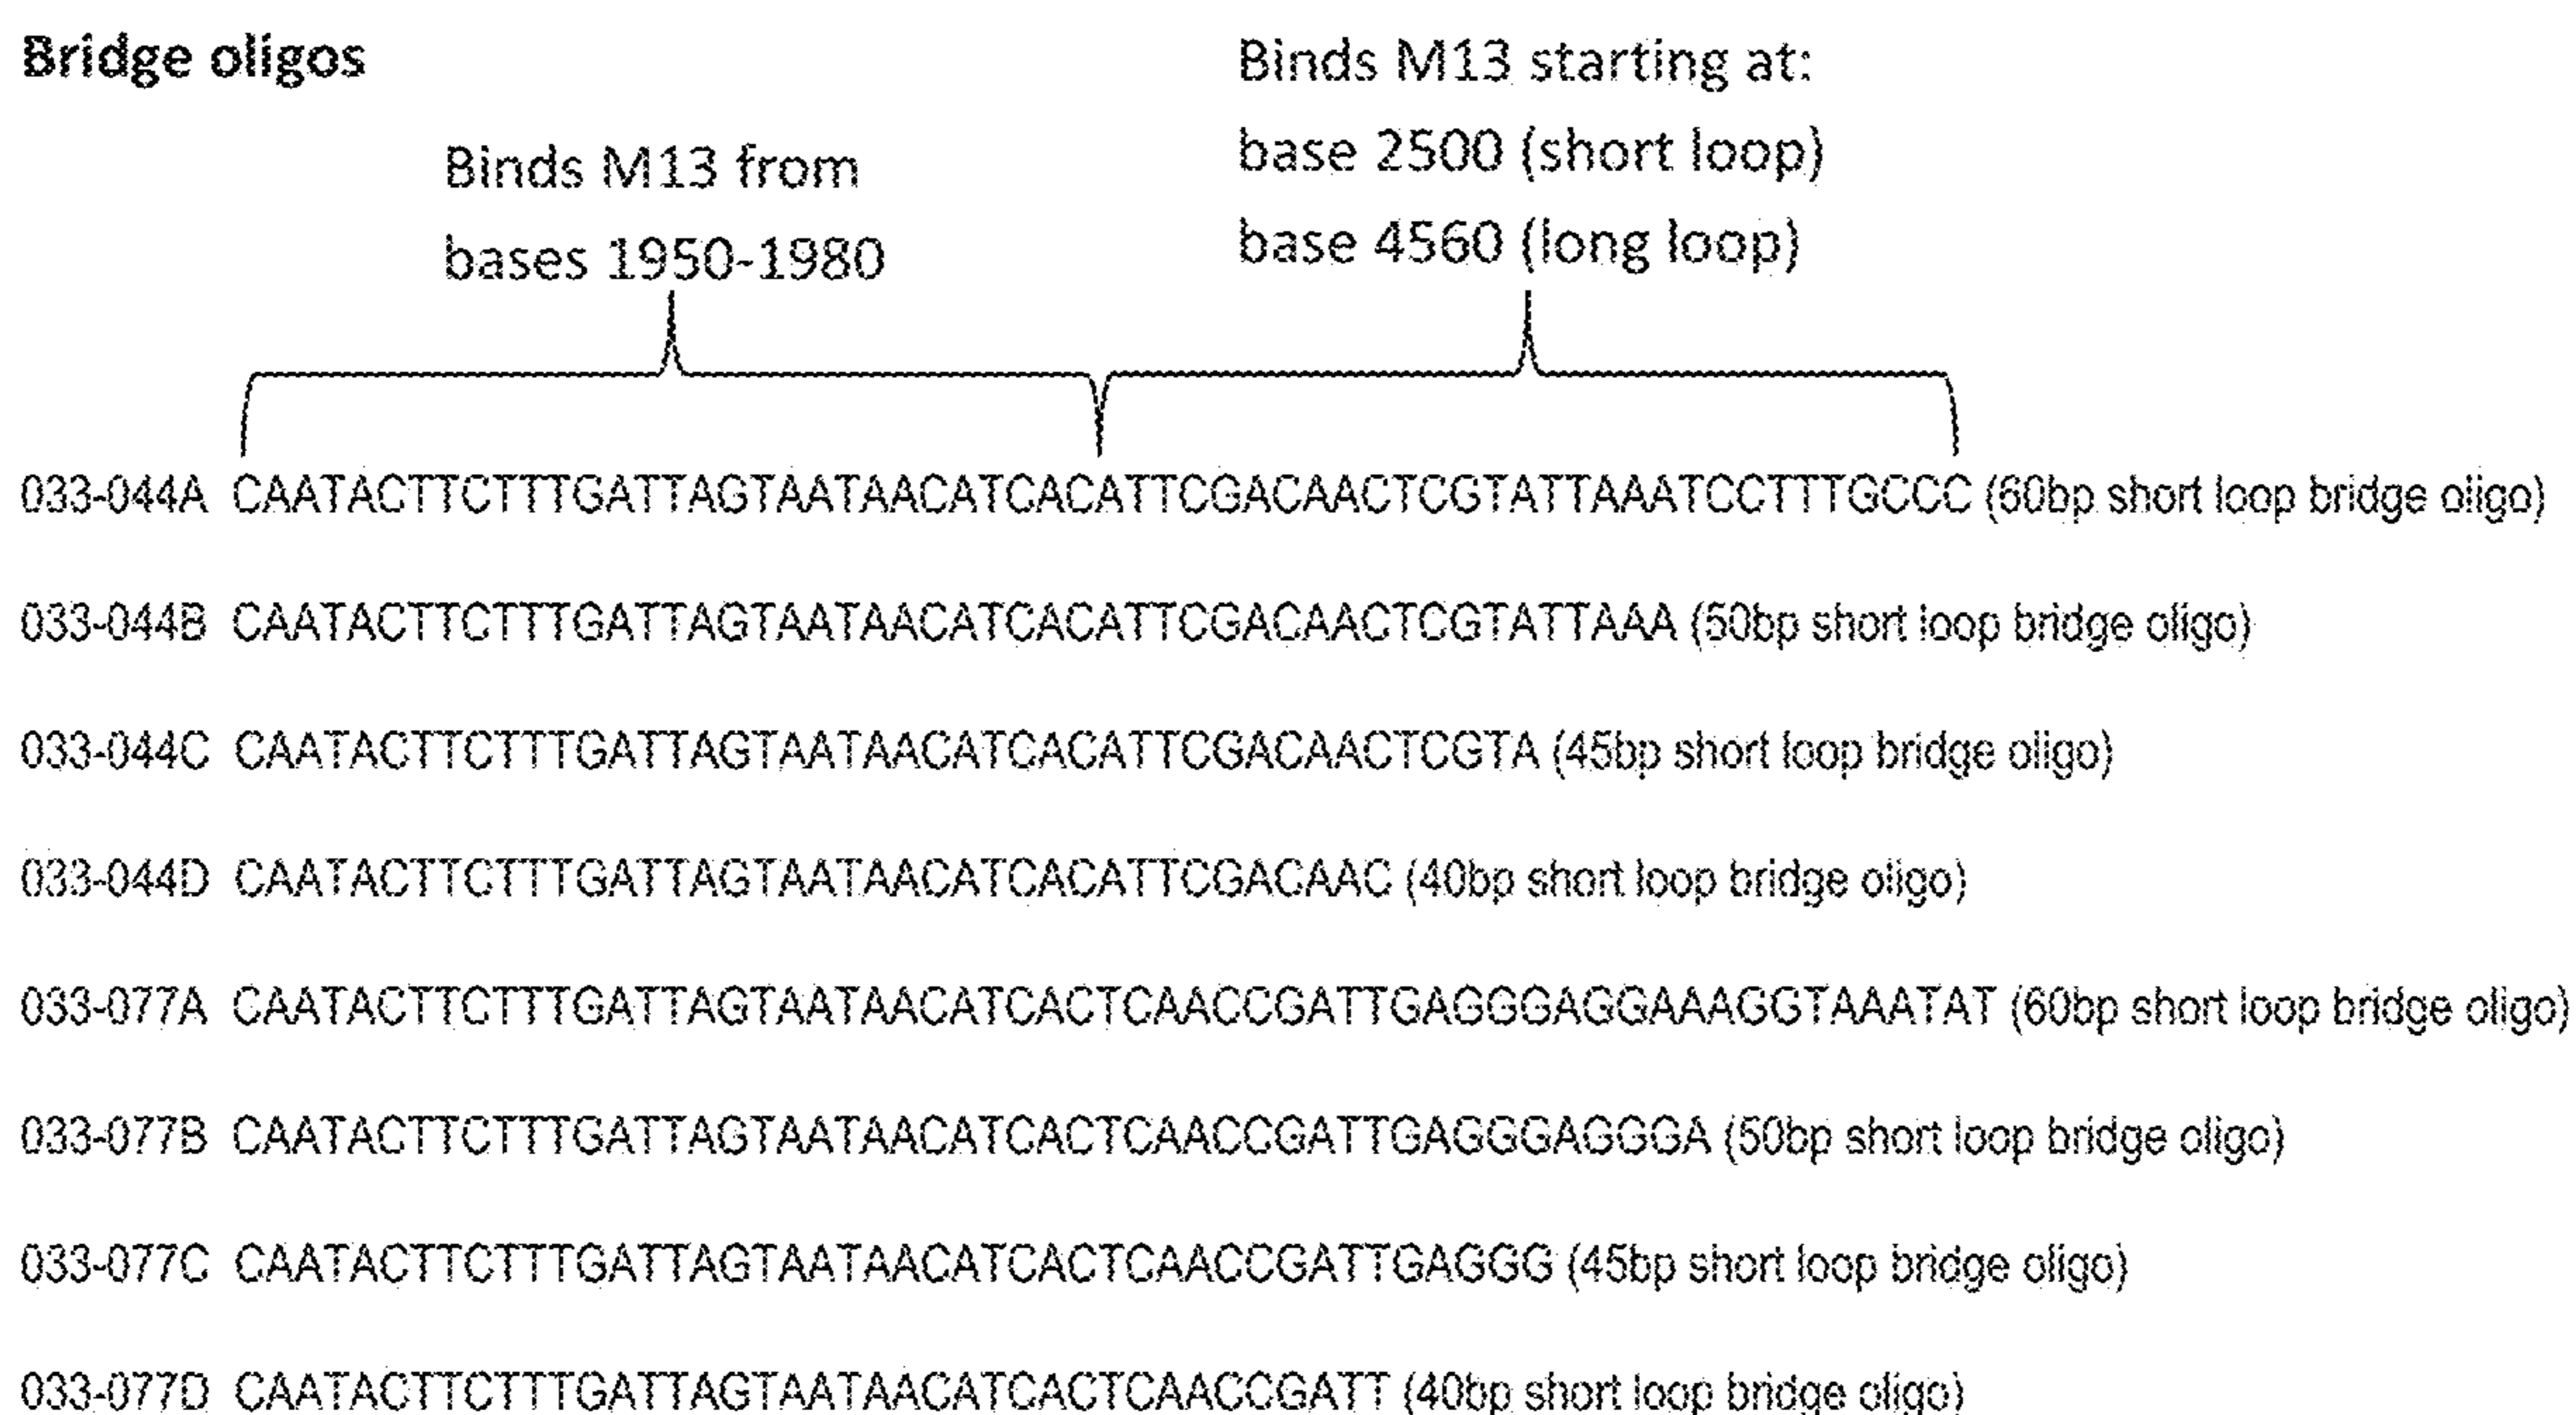 Bridge oligos
Binds M13 from
bases 1950-1980
Binds M13 starting at:
base 2500 (short loop)
base 4560 (long loop)
033-044A CAATACTTCTTTGATTAGTAATAACATCACATTCGACAACTCGTATTAAATCCTTTGCCC (60bp short loop bridge oligo)
033-044B CAATACTTCTTTGATTAGTAATAACATCACATTCGACAACTCGTATTAAA (50bp short loop bridge oligo)
033-044C CAATACTTCTTTGATTAGTAATAACATCACATTCGACAACTCGTA (45bp short loop bridge oligo)
033-044D CAATACTTCTTTGATTAGTAATAACATCACATTCGACAAC (40bp short loop bridge oligo)
033-077A CAATACTTCTTTGATTAGTAATAACATCACTCAACCGATTGAGGGAGGAAAGGTAAATAT (60bp short loop bridge oligo)
033-077B CAATACTTCTTTGATTAGTAATAACATCACTCAACCGATTGAGGGAGGGA (50bp short loop bridge oligo)
033-077C CAATACTTCTTTGATTAGTAATAACATCACTCAACCGATTGAGGG (45bp short loop bridge oligo)
033-077D CAATACTTCTTTGATTAGTAATAACATCACTCAACCGATT (40bp short loop bridge oligo)